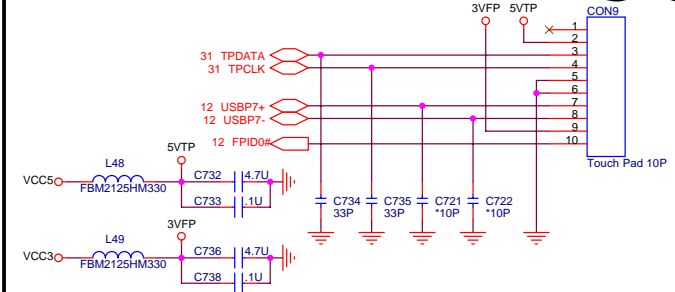 3VFP 5VTP CON9
1
2
31 TPDATA 3
31 TPCLK 4
5
6
12 USBP7+ 7
12 USBP7- 8
9
12 FPID0# 10
Touch Pad 10P
5VTP
L48 C732 4.7U
VCC5
FBM2125HM330 C733 .1U
C734 C735 C721 C722
33P 33P *10P *10P
3VFP
L49 C736 4.7U
VCC3
FBM2125HM330 C738 .1U